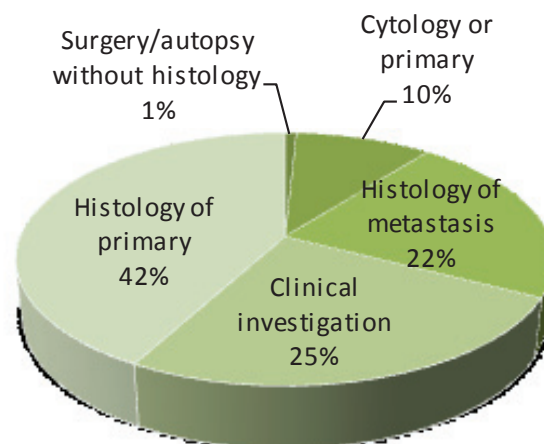 Surgery/autopsy
without histology
1%
Cytology or
primary
10%
Histology of
metastasis
22%
Clinical
investigation
25%
Histology of
primary
42%